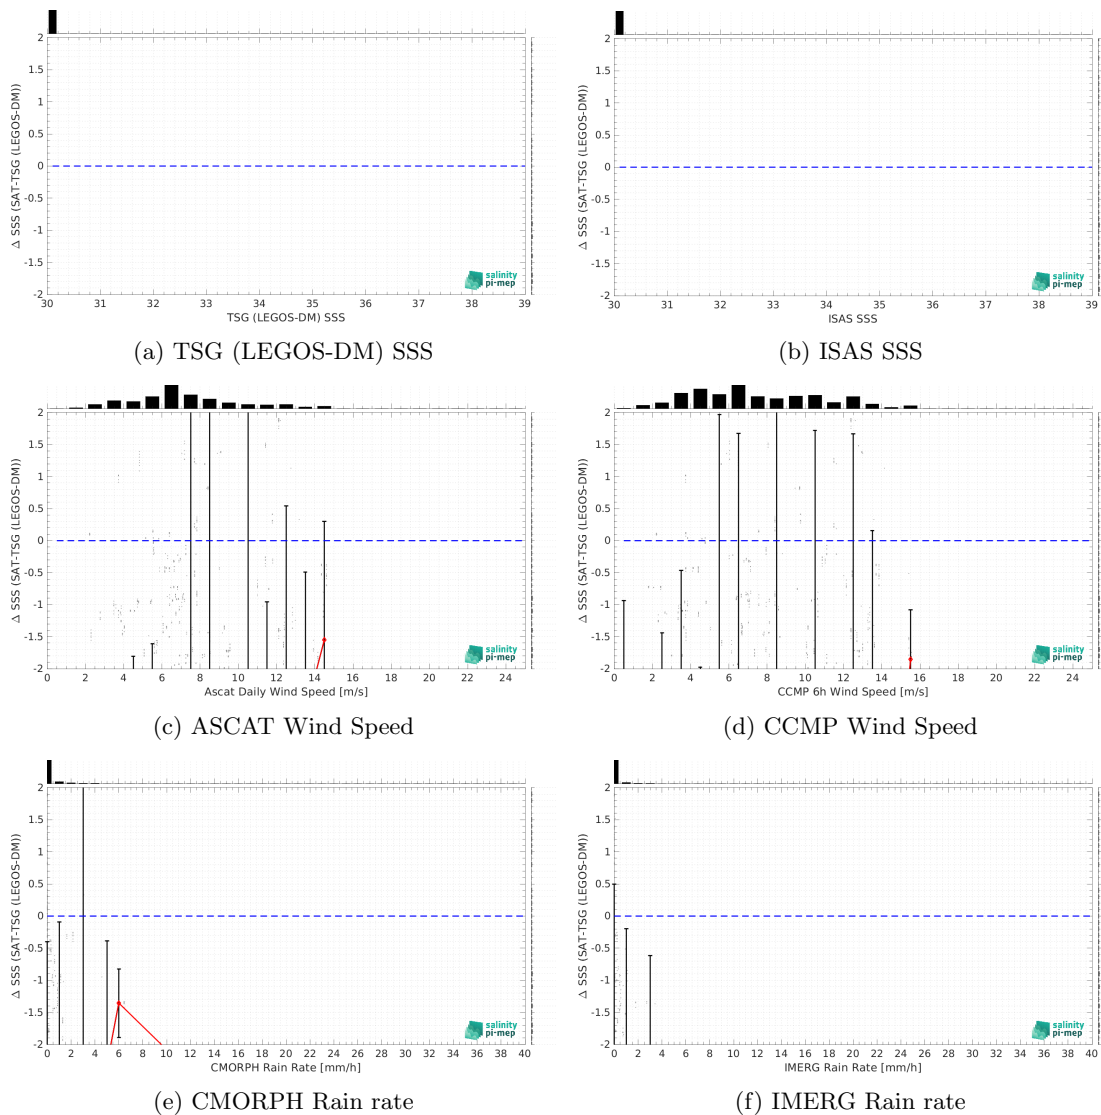 2
1.5
1
0.5
0
-0.5
-1
-1.5
-2
Δ SSS (SAT-TSG (LEGOS-DM))
salinity
pi-mep
30 31 32 33 34 35 36 37 38 39
TSG (LEGOS-DM) SSS
(a) TSG (LEGOS-DM) SSS
2
1.5
1
0.5
0
-0.5
-1
-1.5
-2
Δ SSS (SAT-TSG (LEGOS-DM))
salinity
pi-mep
30 31 32 33 34 35 36 37 38 39
ISAS SSS
(b) ISAS SSS
2
1.5
1
0.5
0
-0.5
-1
-1.5
-2
Δ SSS (SAT-TSG (LEGOS-DM))
salinity
pi-mep
0 2 4 6 8 10 12 14 16 18 20 22 24
Ascat Daily Wind Speed [m/s]
(c) ASCAT Wind Speed
2
1.5
1
0.5
0
-0.5
-1
-1.5
-2
Δ SSS (SAT-TSG (LEGOS-DM))
salinity
pi-mep
0 2 4 6 8 10 12 14 16 18 20 22 24
CCMP 6h Wind Speed [m/s]
(d) CCMP Wind Speed
2
1.5
1
0.5
0
-0.5
-1
-1.5
-2
Δ SSS (SAT-TSG (LEGOS-DM))
salinity
pi-mep
0 2 4 6 8 10 12 14 16 18 20 22 24 26 28 30 32 34 36 38 40
CMORPH Rain Rate [mm/h]
(e) CMORPH Rain rate
2
1.5
1
0.5
0
-0.5
-1
-1.5
-2
Δ SSS (SAT-TSG (LEGOS-DM))
salinity
pi-mep
0 2 4 6 8 10 12 14 16 18 20 22 24 26 28 30 32 34 36 38 40
IMERG Rain Rate [mm/h]
(f) IMERG Rain rate